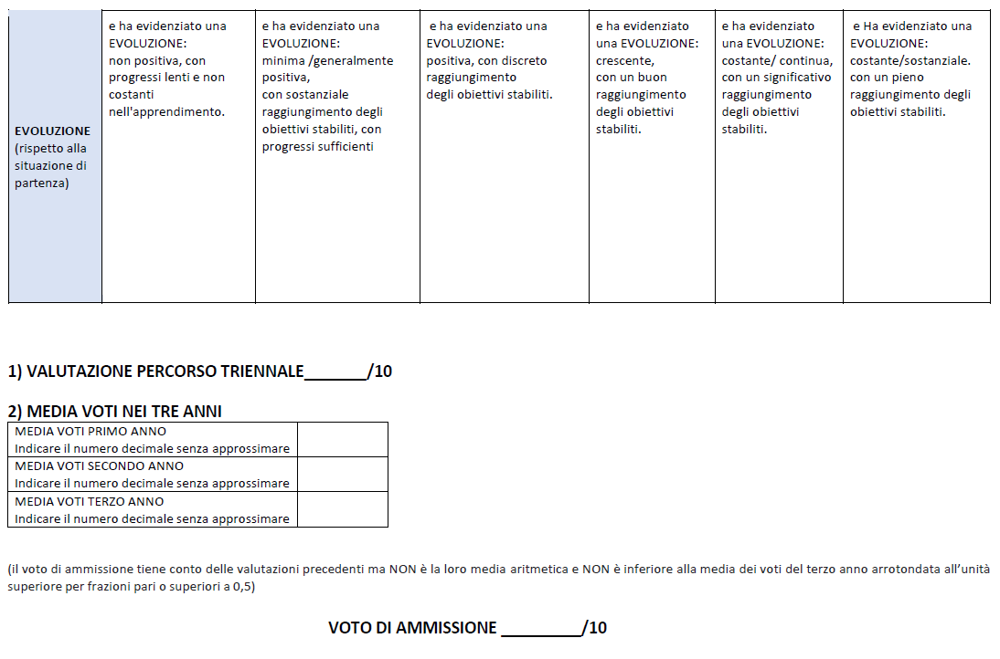 EVOLUZIONE
(rispetto alla
situazione di
partenza)
e ha evidenziato una
EVOLUZIONE:
non positiva, con
progressi lenti e non
costanti
nell'apprendimento.
e ha evidenziato una
EVOLUZIONE:
minima /generalmente
positiva,
con sostanziale
raggiungimento degli
obiettivi stabiliti, con
progressi sufficienti
e ha evidenziato una
EVOLUZIONE:
positiva, con discreto
raggiungimento
degli obiettivi stabiliti.
e ha evidenziato
una EVOLUZIONE:
crescente,
con un buon
raggiungimento
degli obiettivi
stabiliti.
e ha evidenziato
una EVOLUZIONE:
costante/ continua,
con un significativo
raggiungimento
degli obiettivi
stabiliti.
e Ha evidenziato una
EVOLUZIONE:
costante/sostanziale.
con un pieno
raggiungimento degli
obiettivi stabiliti.
1) VALUTAZIONE PERCORSO TRIENNALE_______/10
2) MEDIA VOTI NEI TRE ANNI
MEDIA VOTI PRIMO ANNO
Indicare il numero decimale senza approssimare
MEDIA VOTI SECONDO ANNO
Indicare il numero decimale senza approssimare
MEDIA VOTI TERZO ANNO
Indicare il numero decimale senza approssimare
(il voto di ammissione tiene conto delle valutazioni precedenti ma NON è la loro media aritmetica e NON è inferiore alla media dei voti del terzo anno arrotondata all’unità
superiore per frazioni pari o superiori a 0,5)
VOTO DI AMMISSIONE _________/10